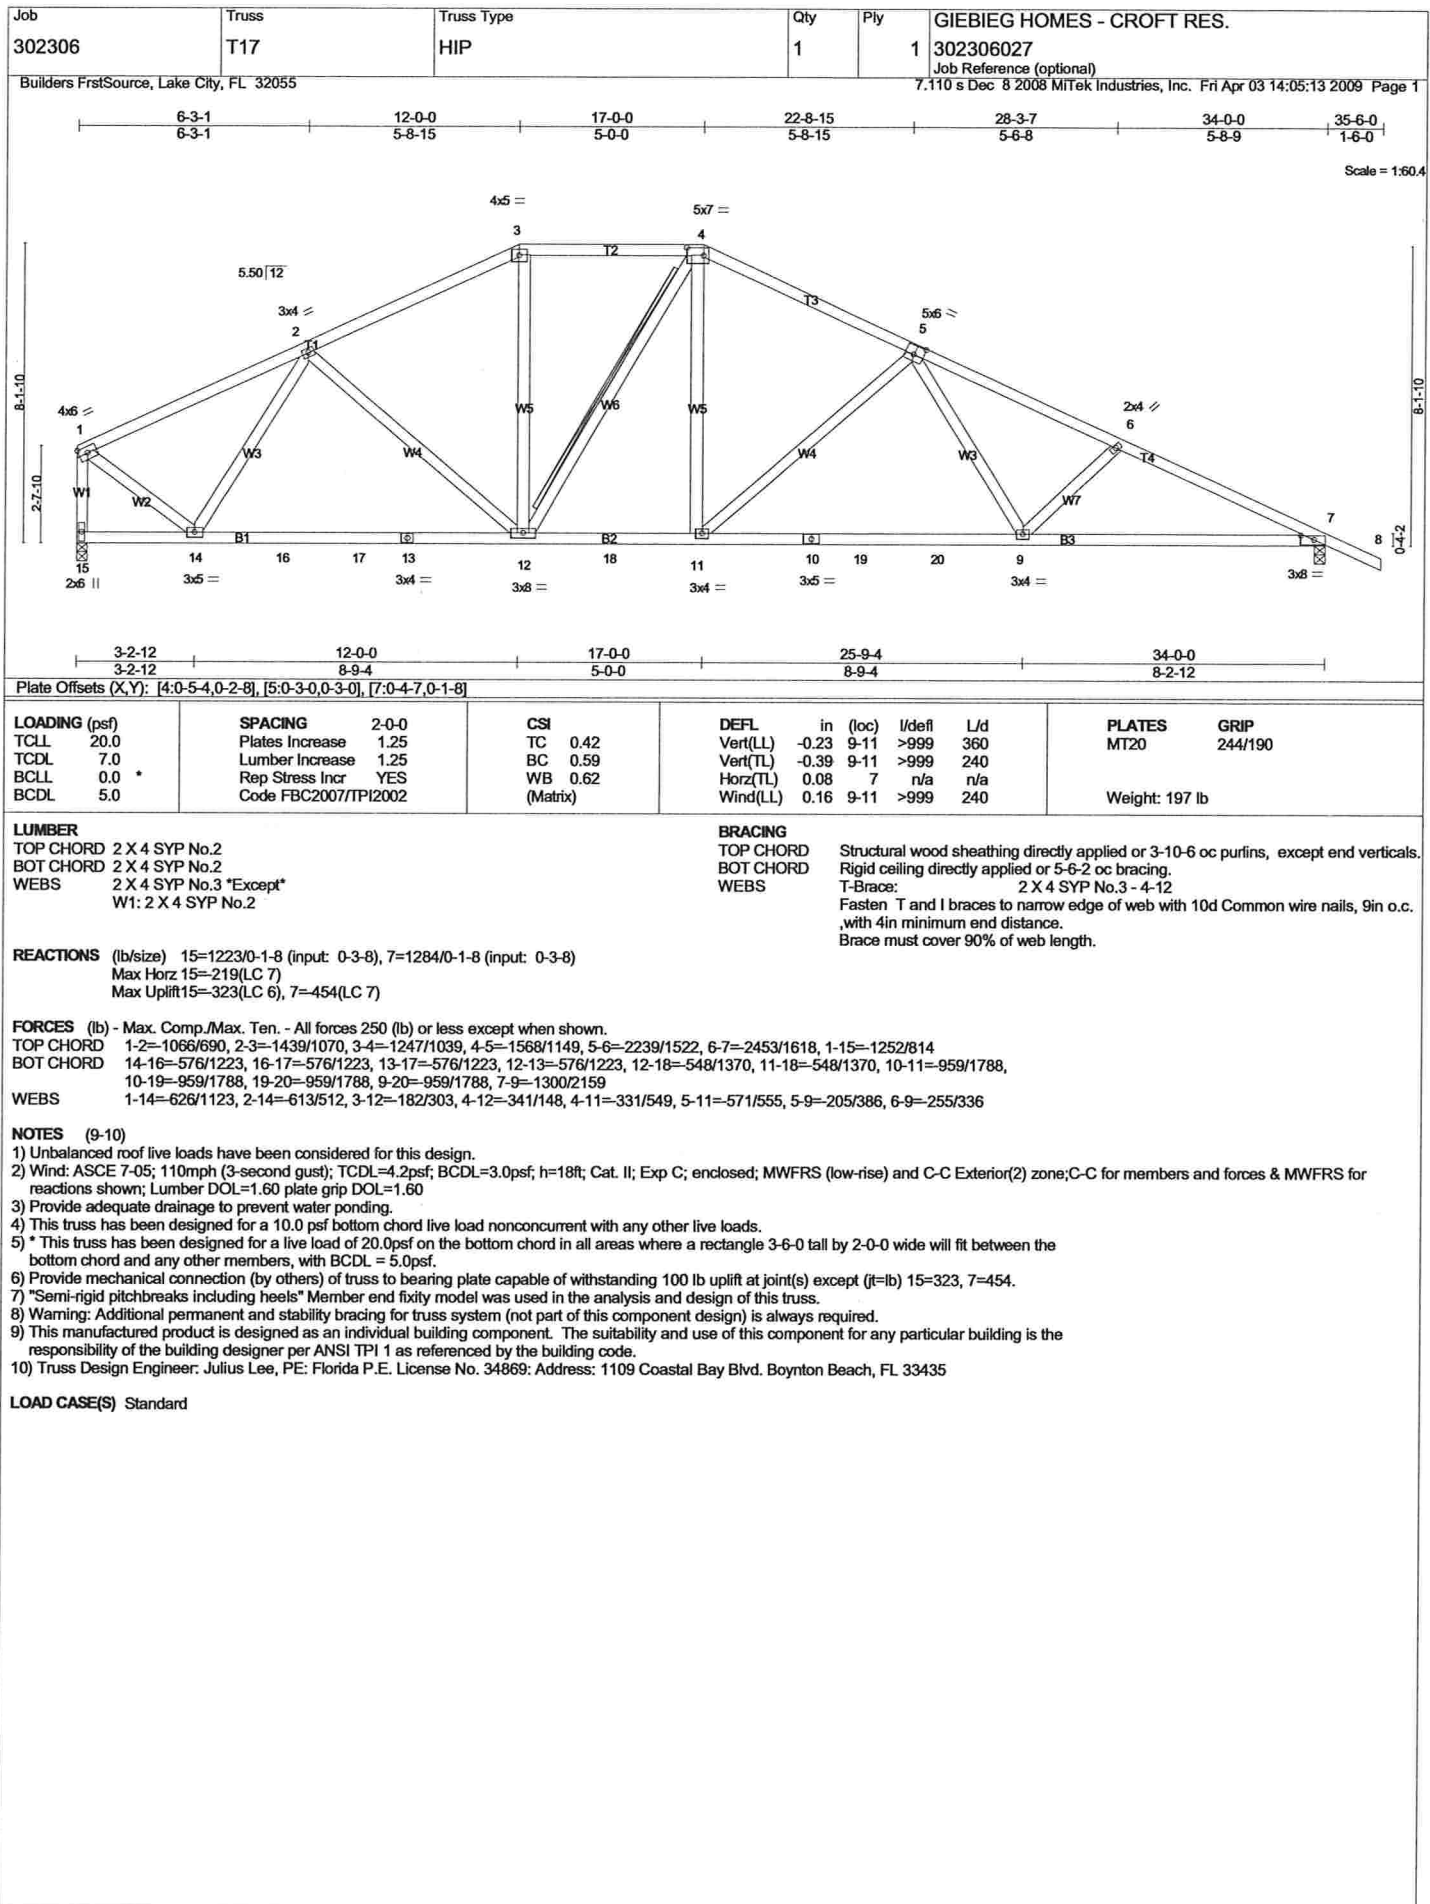 Job Truss Truss Type Qty Ply GIEBIEG HOMES - CROFT RES.
302306 T17 HIP 1 1 302306027
Job Reference (optional)
Builders FrstSource, Lake City, FL 32055 7.110 s Dec 8 2008 MiTek Industries, Inc. Fri Apr 03 14:05:13 2009 Page 1
6-3-1 12-0-0 17-0-0 22-8-15 28-3-7 34-0-0 35-6-0
6-3-1 5-8-15 5-0-0 5-8-15 5-6-8 5-8-9 1-6-0
Scale = 1:60.4
4x5 =
5x7 =
3
4
T2
5.50 12
T3
3x4 =
5x6 =
2
5
T1
8-1-10
8-1-10
4x6 =
W5
W6
W5
2x4 //
1
6
W3
W4
W4
W3
T4
2-7-10
W1
W2
W7
7
8
0-4-2
B1
B2
B3
15 14 16 17 13 12 18 11 10 19 20 9
2x6 || 3x5 = 3x4 = 3x8 = 3x4 = 3x5 = 3x4 = 3x8 =
3-2-12 12-0-0 17-0-0 25-9-4 34-0-0
3-2-12 8-9-4 5-0-0 8-9-4 8-2-12
Plate Offsets (X,Y): [4:0-5-4,0-2-8], [5:0-3-0,0-3-0], [7:0-4-7,0-1-8]
LOADING (psf) SPACING 2-0-0 CSI DEFL in (loc) l/defl L/d PLATES GRIP
TCLL 20.0 Plates Increase 1.25 TC 0.42 Vert(LL) -0.23 9-11 >999 360 MT20 244/190
TCDL 7.0 Lumber Increase 1.25 BC 0.59 Vert(TL) -0.39 9-11 >999 240
BCLL 0.0 * Rep Stress Incr YES WB 0.62 Horz(TL) 0.08 7 n/a n/a
BCDL 5.0 Code FBC2007/TPI2002 (Matrix) Wind(LL) 0.16 9-11 >999 240 Weight: 197 lb
LUMBER BRACING
TOP CHORD 2 X 4 SYP No.2 TOP CHORD Structural wood sheathing directly applied or 3-10-6 oc purlins, except end verticals.
BOT CHORD 2 X 4 SYP No.2 BOT CHORD Rigid ceiling directly applied or 5-6-2 oc bracing.
WEBS 2 X 4 SYP No.3 *Except* WEBS T-Brace: 2 X 4 SYP No.3 - 4-12
W1: 2 X 4 SYP No.2 Fasten T and I braces to narrow edge of web with 10d Common wire nails, 9in o.c.
,with 4in minimum end distance.
Brace must cover 90% of web length.
REACTIONS (lb/size) 15=1223/0-1-8 (input: 0-3-8), 7=1284/0-1-8 (input: 0-3-8)
Max Horz 15=-219(LC 7)
Max Uplift15=-323(LC 6), 7=-454(LC 7)
FORCES (lb) - Max. Comp./Max. Ten. - All forces 250 (lb) or less except when shown.
TOP CHORD 1-2=-1066/690, 2-3=-1439/1070, 3-4=-1247/1039, 4-5=-1568/1149, 5-6=-2239/1522, 6-7=-2453/1618, 1-15=-1252/814
BOT CHORD 14-16=-576/1223, 16-17=-576/1223, 13-17=-576/1223, 12-13=-576/1223, 12-18=-548/1370, 11-18=-548/1370, 10-11=-959/1788,
10-19=-959/1788, 19-20=-959/1788, 9-20=-959/1788, 7-9=-1300/2159
WEBS 1-14=-626/1123, 2-14=-613/512, 3-12=-182/303, 4-12=-341/148, 4-11=-331/549, 5-11=-571/555, 5-9=-205/386, 6-9=-255/336
NOTES (9-10)
1) Unbalanced roof live loads have been considered for this design.
2) Wind: ASCE 7-05; 110mph (3-second gust); TCDL=4.2psf; BCDL=3.0psf; h=18ft; Cat. II; Exp C; enclosed; MWFRS (low-rise) and C-C Exterior(2) zone;C-C for members and forces & MWFRS for
reactions shown; Lumber DOL=1.60 plate grip DOL=1.60
3) Provide adequate drainage to prevent water ponding.
4) This truss has been designed for a 10.0 psf bottom chord live load nonconcurrent with any other live loads.
5) * This truss has been designed for a live load of 20.0psf on the bottom chord in all areas where a rectangle 3-6-0 tall by 2-0-0 wide will fit between the
bottom chord and any other members, with BCDL = 5.0psf.
6) Provide mechanical connection (by others) of truss to bearing plate capable of withstanding 100 lb uplift at joint(s) except (jt=lb) 15=323, 7=454.
7) "Semi-rigid pitchbreaks including heels" Member end fixity model was used in the analysis and design of this truss.
8) Warning: Additional permanent and stability bracing for truss system (not part of this component design) is always required.
9) This manufactured product is designed as an individual building component. The suitability and use of this component for any particular building is the
responsibility of the building designer per ANSI TPI 1 as referenced by the building code.
10) Truss Design Engineer: Julius Lee, PE: Florida P.E. License No. 34869: Address: 1109 Coastal Bay Blvd. Boynton Beach, FL 33435
LOAD CASE(S) Standard